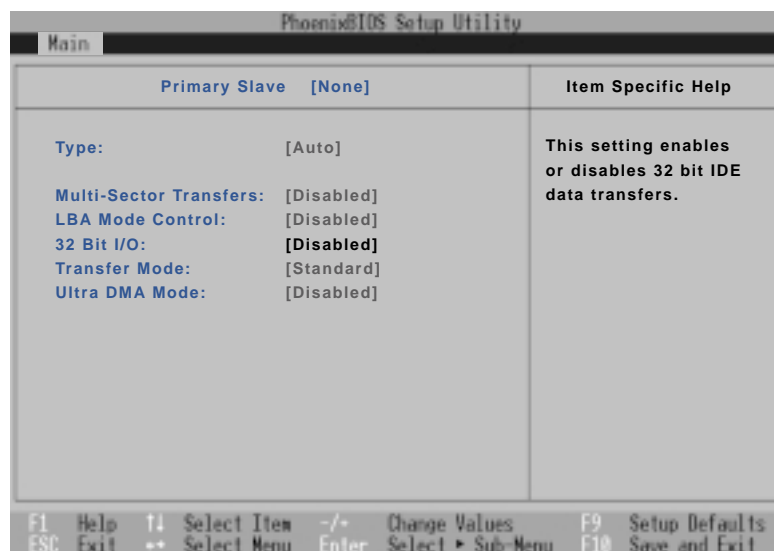 PhoenixBIOS Setup Utility
Main
Primary Slave [None]
Item Specific Help
Type: [Auto]
Multi-Sector Transfers: [Disabled]
LBA Mode Control: [Disabled]
32 Bit I/O: [Disabled]
Transfer Mode: [Standard]
Ultra DMA Mode: [Disabled]
This setting enables
or disables 32 bit IDE
data transfers.
F1 Help ↑↓ Select Item -/+ Change Values F9 Setup Defaults
ESC Exit ←→ Select Menu Enter Select ► Sub-Menu F10 Save and Exit